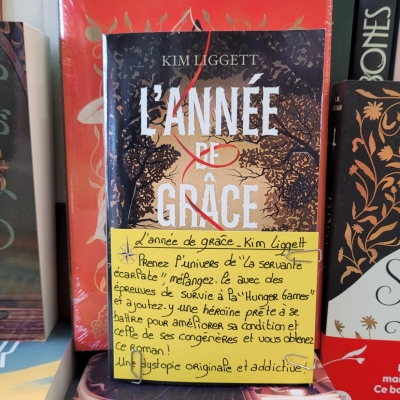 KIM LIGGETT
L'ANNÉE
DE
GRÂCE
L'année de grâce - Kim Liggett
Prenez l'univers de "La servante
écarlate", mélangez-le avec des
épreuves de survie à la "Hunger Games"
et ajoutez-y une héroïne prête à se
battre pour améliorer sa condition et
celle de ses congénères et vous obtenez
ce roman !
Une dystopie originale et addictive !
BONES
S
Ce bo